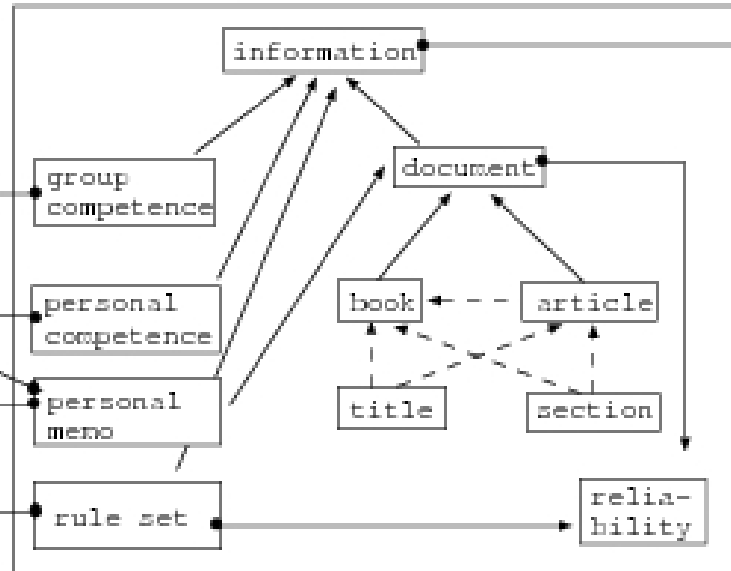 information
group
competence
document
personal
competence
book
article
personal
memo
title
section
rule set
relia-
bility